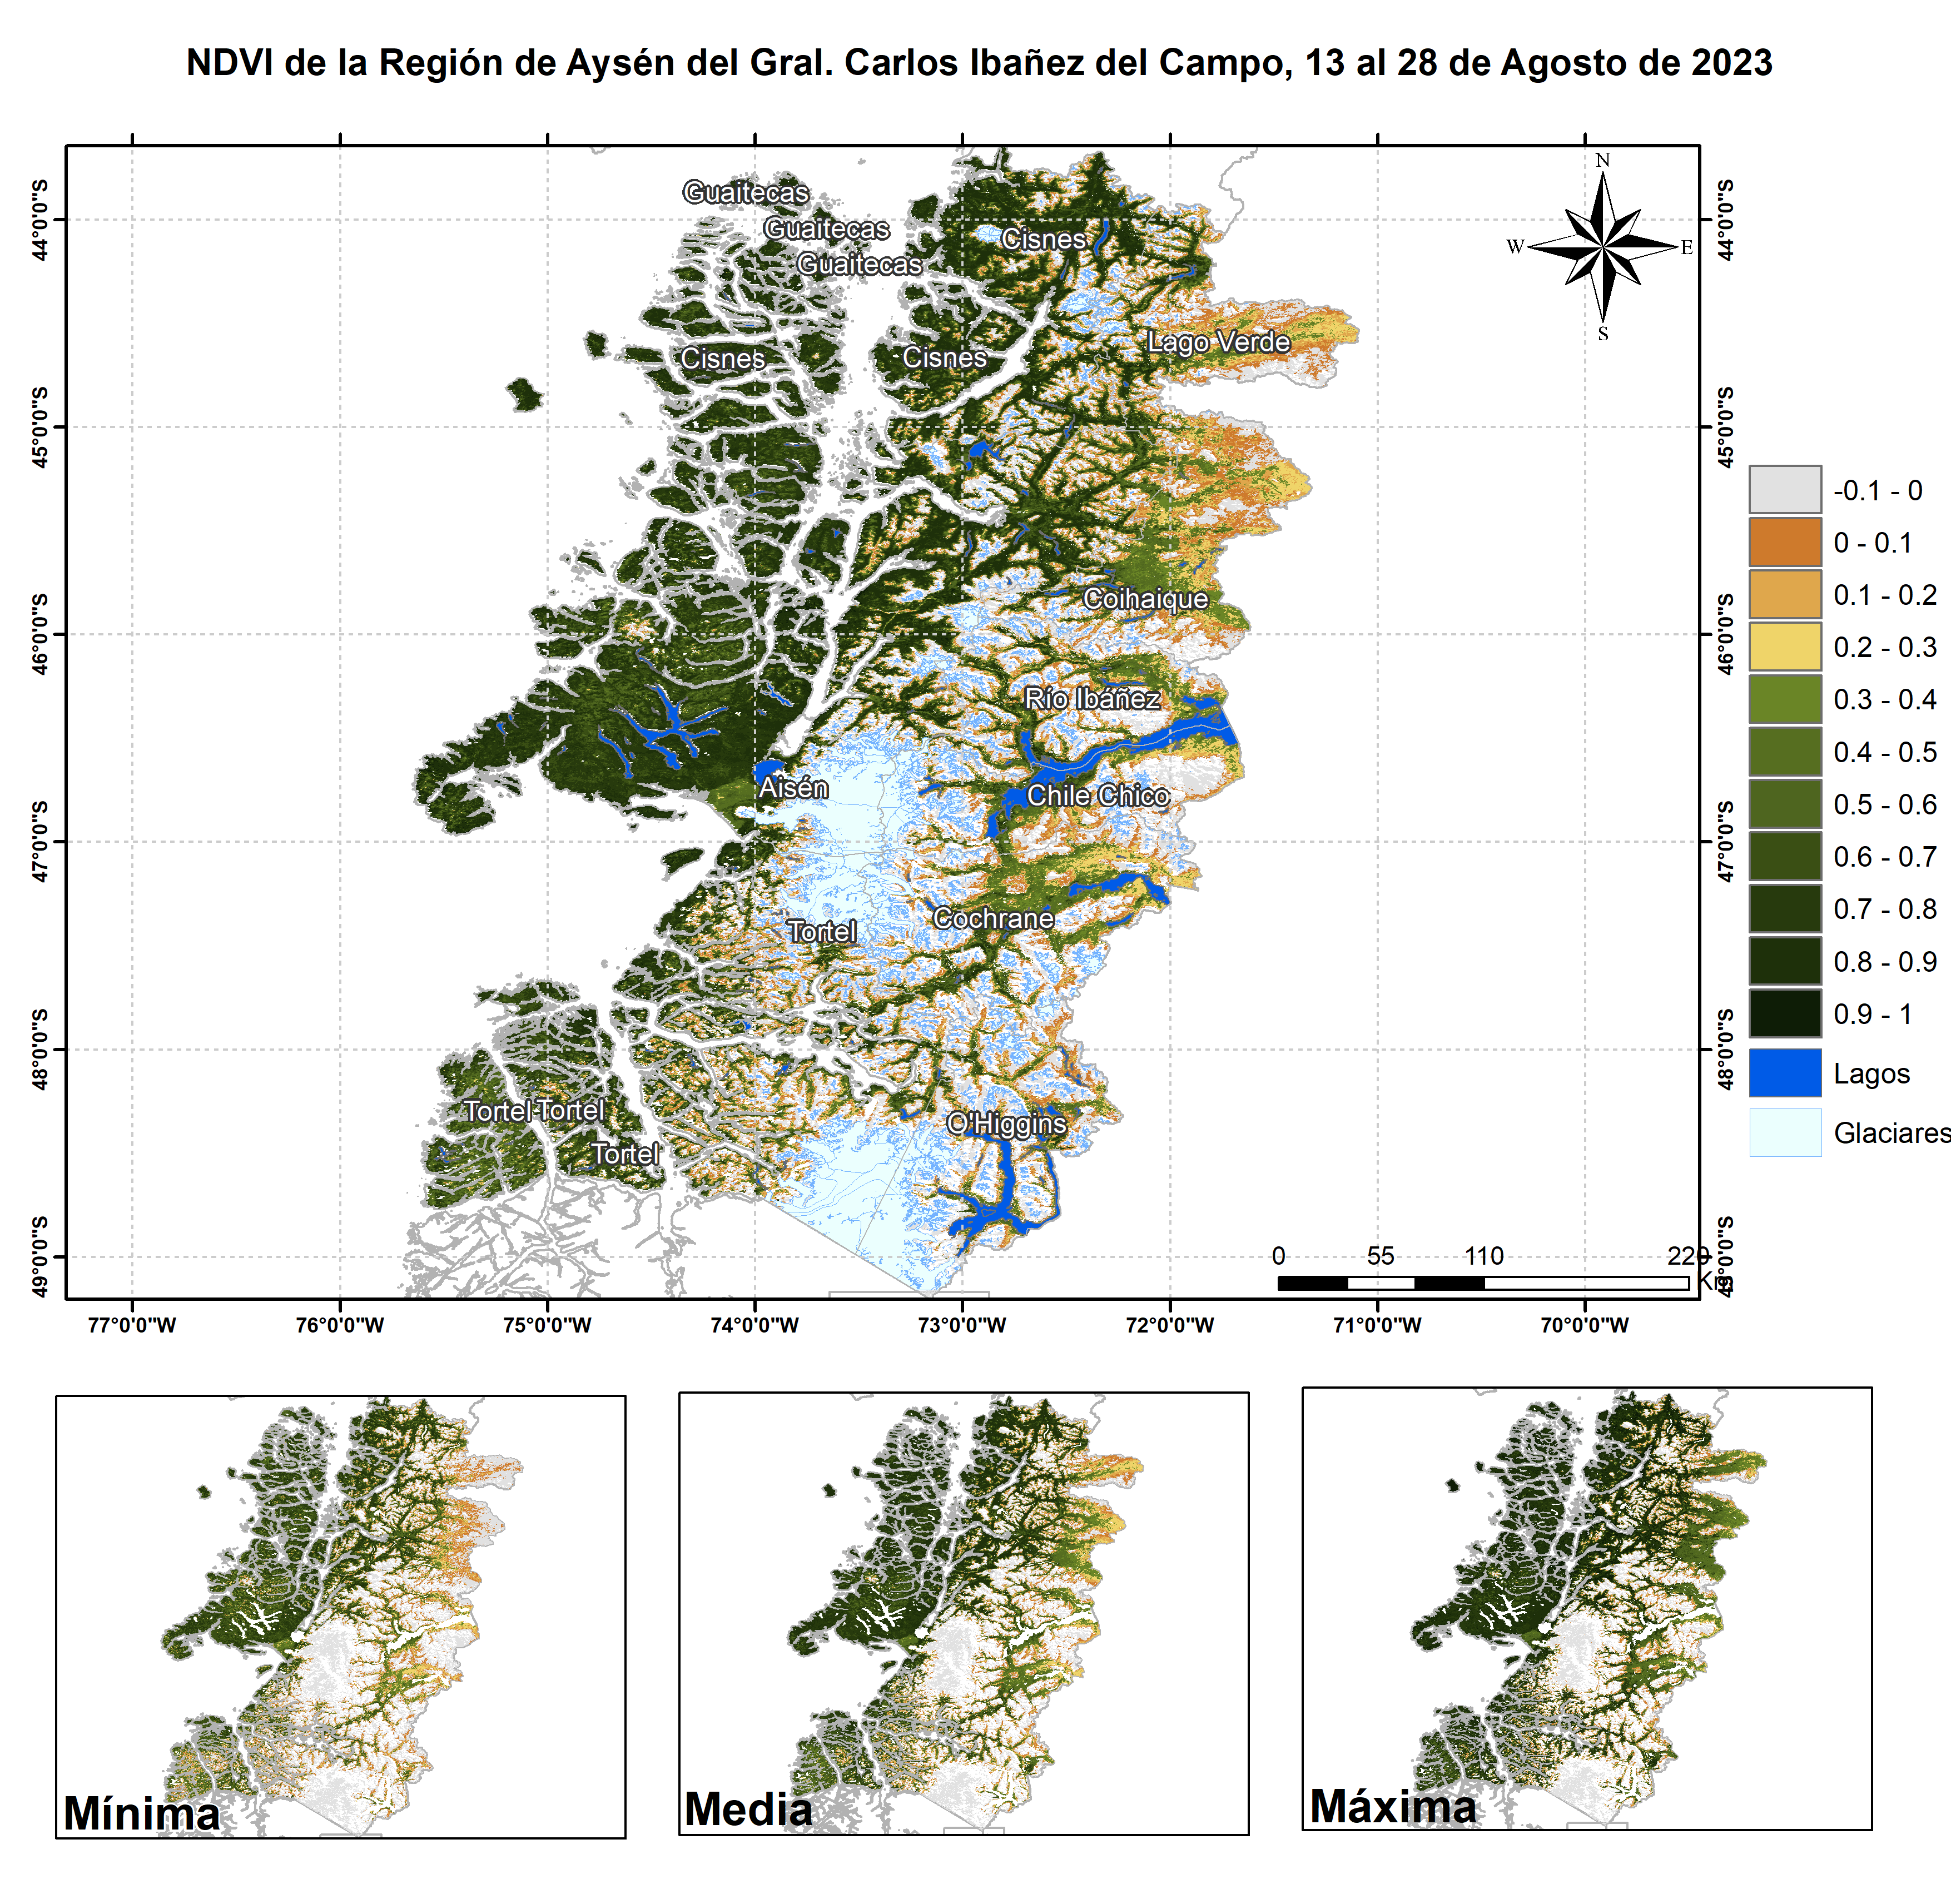 NDVI de la Región de Aysén del Gral. Carlos Ibañez del Campo, 13 al 28 de Agosto de 2023
N
W E
S
44°0'0"S
45°0'0"S
46°0'0"S
47°0'0"S
48°0'0"S
49°0'0"S
Guaitecas
Guaitecas
Guaitecas
Cisnes
Lago Verde
Cisnes
Cisnes
Coihaique
Río Ibáñez
Aisén
Chile Chico
Cochrane
Tortel
Tortel
Tortel
O'Higgins
Tortel
44°0'0"S
45°0'0"S
46°0'0"S
47°0'0"S
48°0'0"S
49°0'0"S
-0.1 - 0
0 - 0.1
0.1 - 0.2
0.2 - 0.3
0.3 - 0.4
0.4 - 0.5
0.5 - 0.6
0.6 - 0.7
0.7 - 0.8
0.8 - 0.9
0.9 - 1
Lagos
Glaciares
0 55 110 220
Km
77°0'0"W 76°0'0"W 75°0'0"W 74°0'0"W 73°0'0"W 72°0'0"W 71°0'0"W 70°0'0"W
Mínima
Media
Máxima